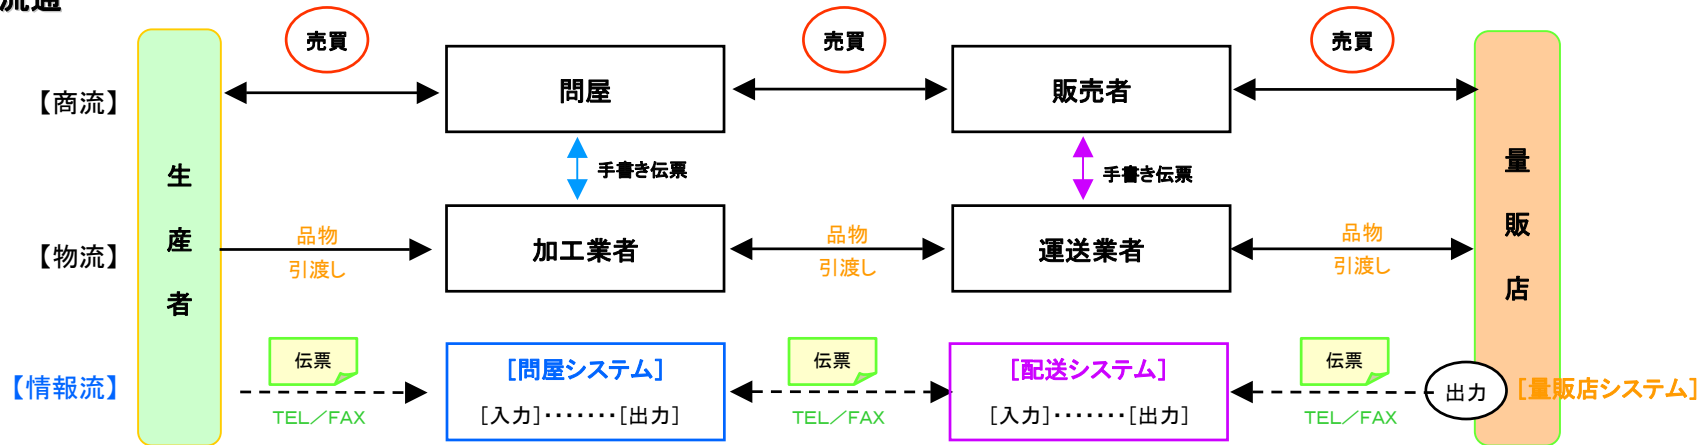 流通
売買
売買
売買
【商流】
問屋
販売者
手書き伝票
手書き伝票
生産者
量販店
【物流】
品物
引渡し
加工業者
品物
引渡し
運送業者
品物
引渡し
【情報流】
伝票
TEL／FAX
[問屋システム]
[入力]･･･････[出力]
伝票
TEL／FAX
[配送システム]
[入力]･･･････[出力]
伝票
TEL／FAX
出力
[量販店システム]